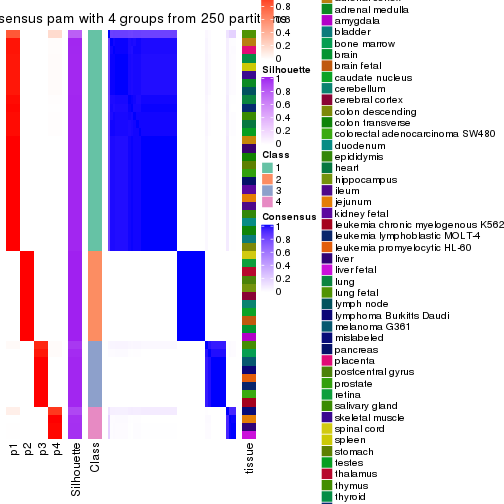 sensus pam with 4 groups from 250 partit
0.8
0.6
0.4
0.2
0
Silhouette
1
0.8
0.6
0.4
0.2
0
Class
1
2
3
4
Consensus
1
0.8
0.6
0.4
0.2
0
adrenal medulla
amygdala
bladder
bone marrow
brain
brain fetal
caudate nucleus
cerebellum
cerebral cortex
colon descending
colon transverse
colorectal adenocarcinoma SW480
duodenum
epididymis
heart
hippocampus
ileum
jejunum
kidney fetal
leukemia chronic myelogenous K562
leukemia lymphoblastic MOLT-4
leukemia promyelocytic HL-60
liver
liver fetal
lung
lung fetal
lymph node
lymphoma Burkitts Daudi
melanoma G361
mislabeled
pancreas
placenta
postcentral gyrus
prostate
retina
salivary gland
skeletal muscle
spinal cord
spleen
stomach
testes
thalamus
thymus
thyroid
p1
p2
p3
p4
Silhouette
Class
tissue